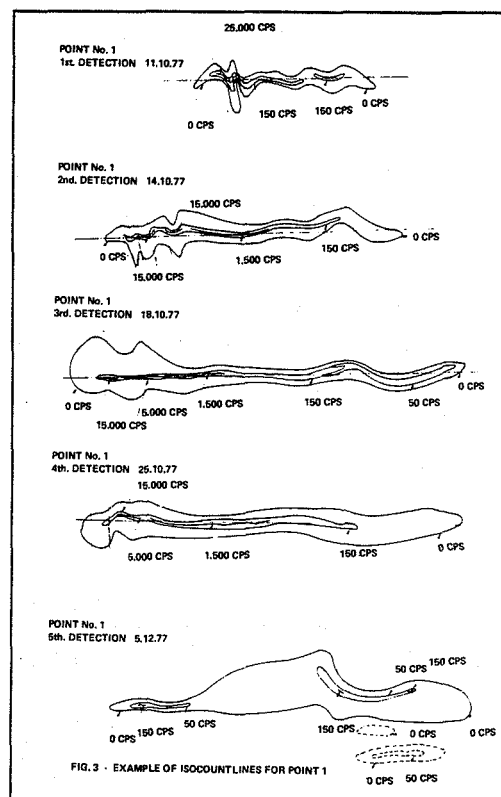 25.000 CPS
POINT No. 1
1st. DETECTION 11.10.77
0 CPS
150 CPS
150 CPS
0 CPS
POINT No. 1
2nd. DETECTION 14.10.77
15.000 CPS
0 CPS
0 CPS
15.000 CPS
1.500 CPS
150 CPS
POINT No. 1
3rd. DETECTION 18.10.77
0 CPS
15.000 CPS
5.000 CPS
1.500 CPS
150 CPS
50 CPS
0 CPS
POINT No. 1
4th. DETECTION 25.10.77
15.000 CPS
5.000 CPS
1.500 CPS
150 CPS
0 CPS
POINT No. 1
5th. DETECTION 5.12.77
50 CPS 150 CPS
0 CPS
150 CPS
50 CPS
150 CPS
0 CPS
0 CPS
0 CPS
50 CPS
FIG. 3 - EXAMPLE OF ISOCOUNTLINES FOR POINT 1